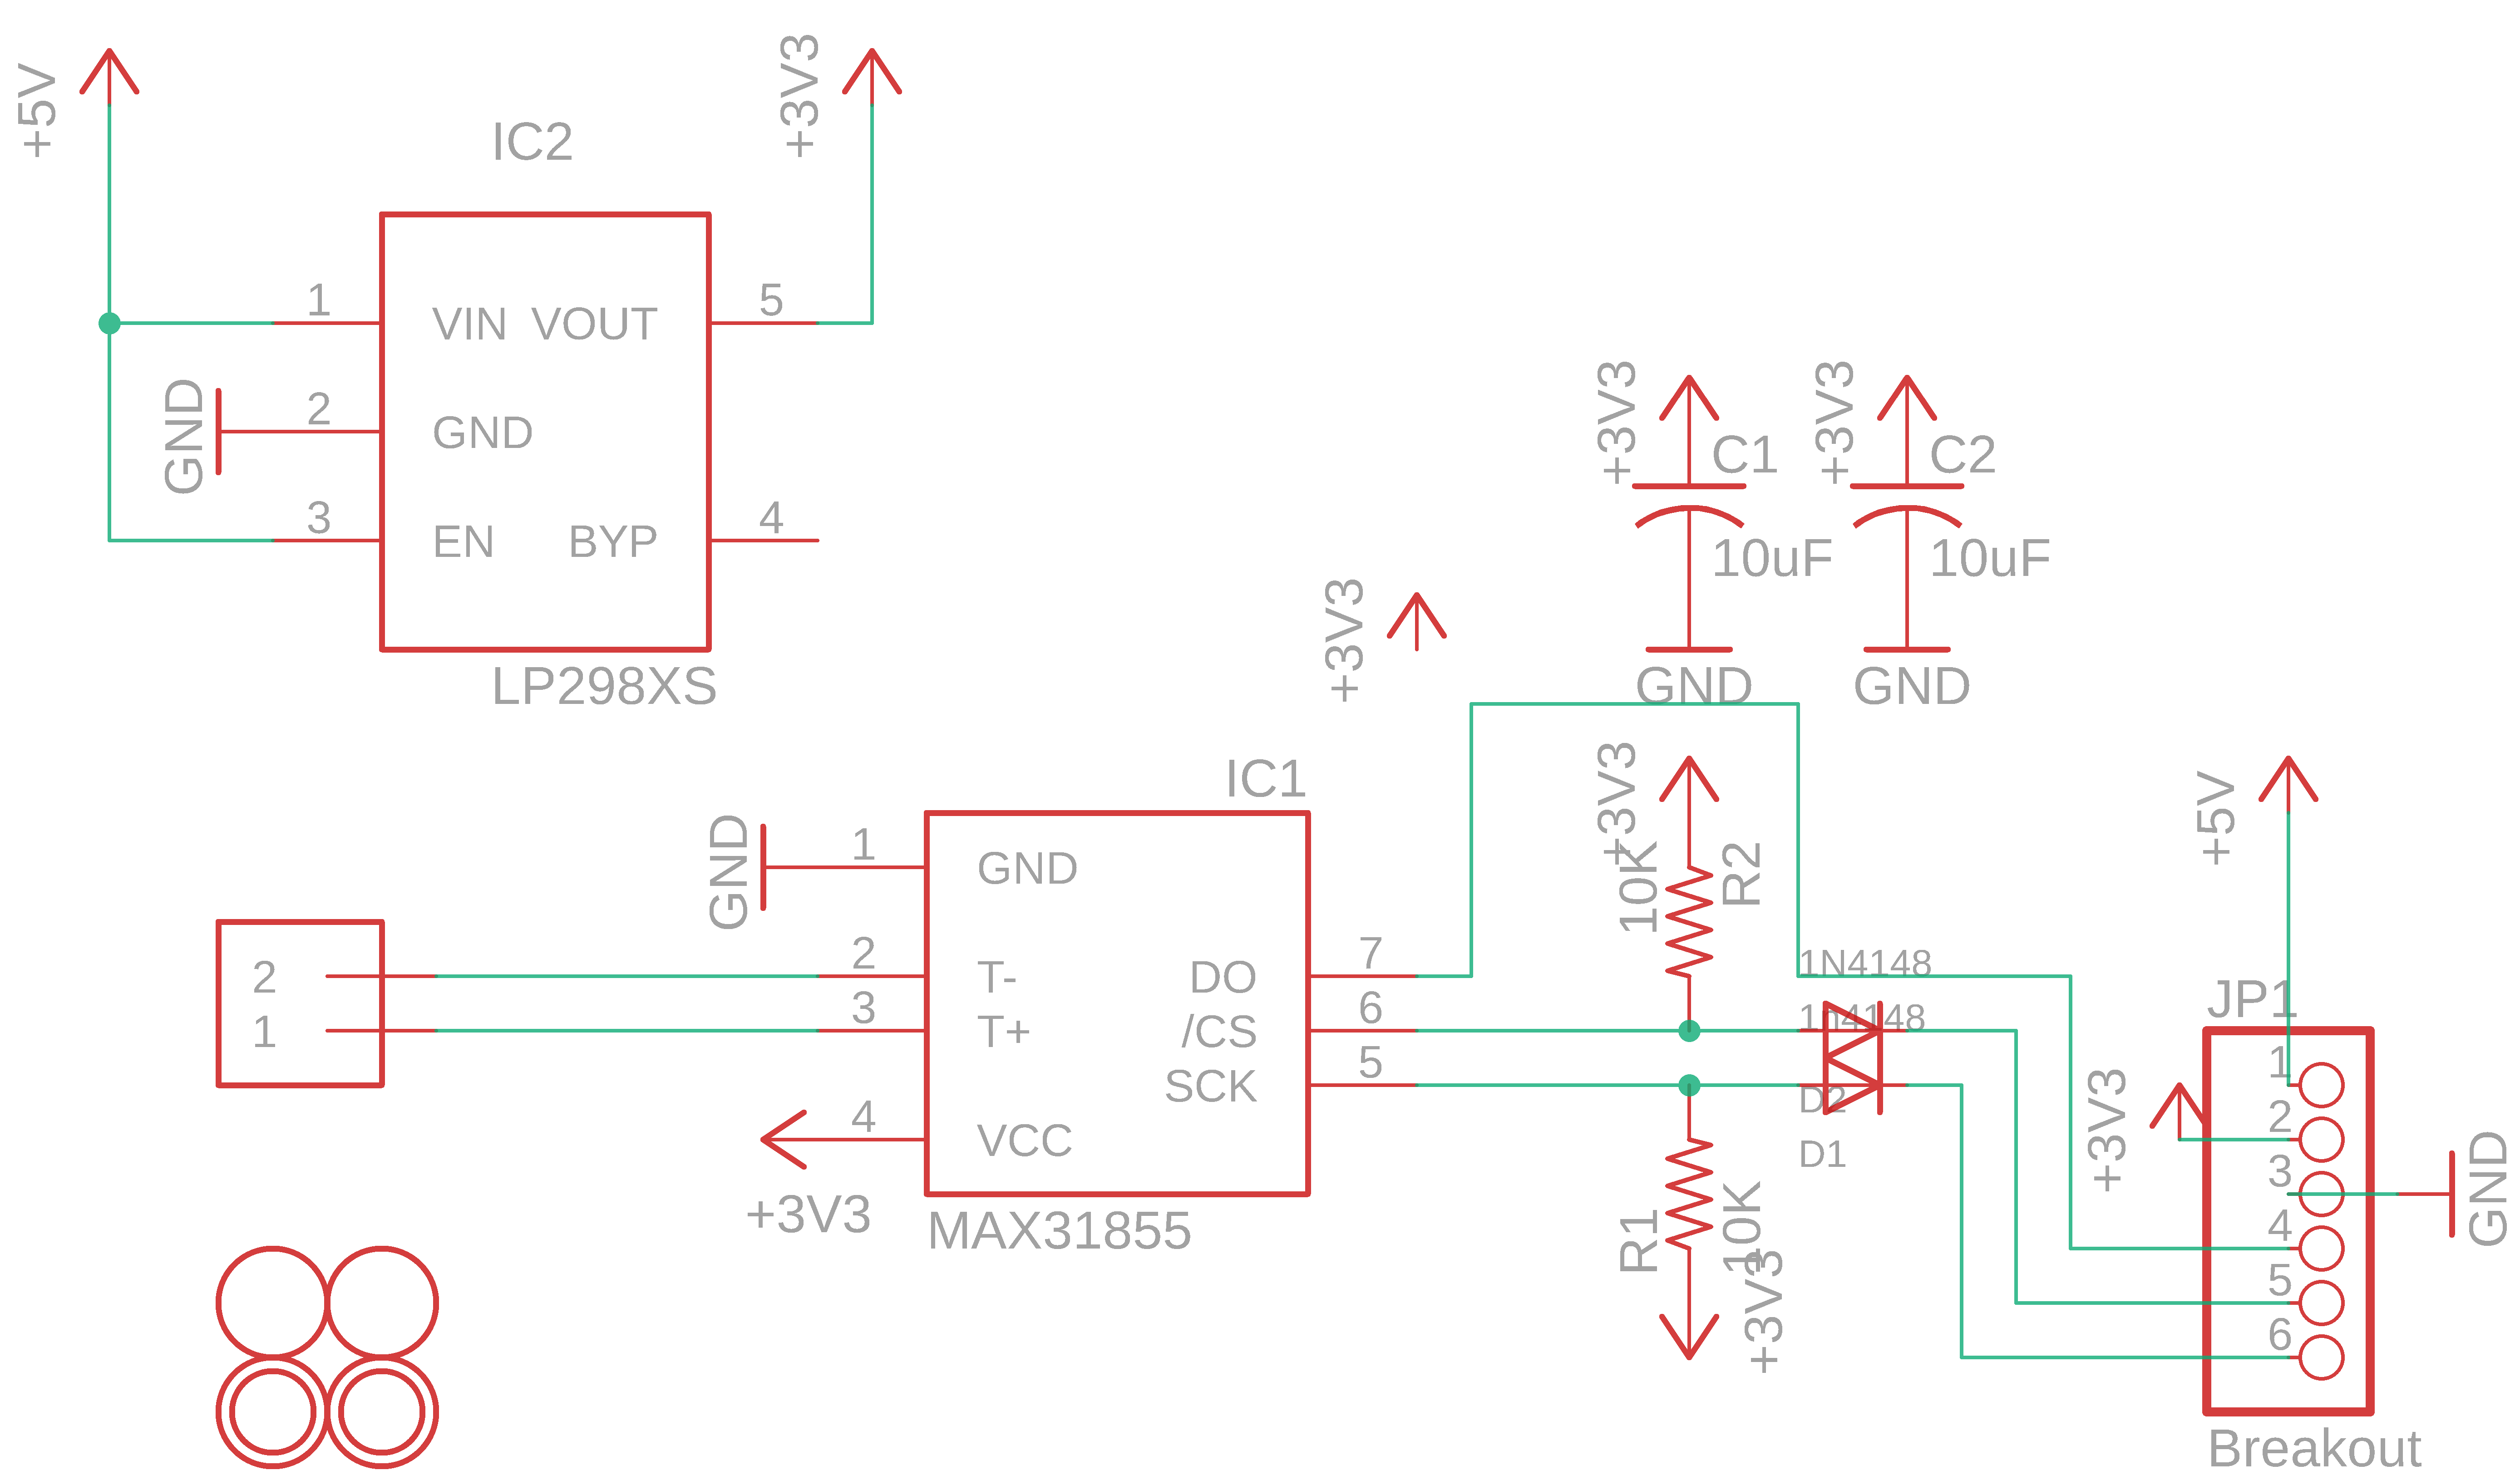 +5V
+3V3
IC2
1
VIN
VOUT
5
GND
2
GND
3
EN
BYP
4
LP298XS
+3V3
C1
10uF
GND
+3V3
C2
10uF
GND
+3V3
IC1
GND
1
GND
2
T-
3
T+
4
VCC
+3V3
DO
7
/CS
6
SCK
5
MAX31855
2
1
+3V3
10K
R2
1N4148
1n4148
D2
D1
R1
10K
+3V3
+5V
JP1
1
2
3
4
5
6
+3V3
GND
Breakout